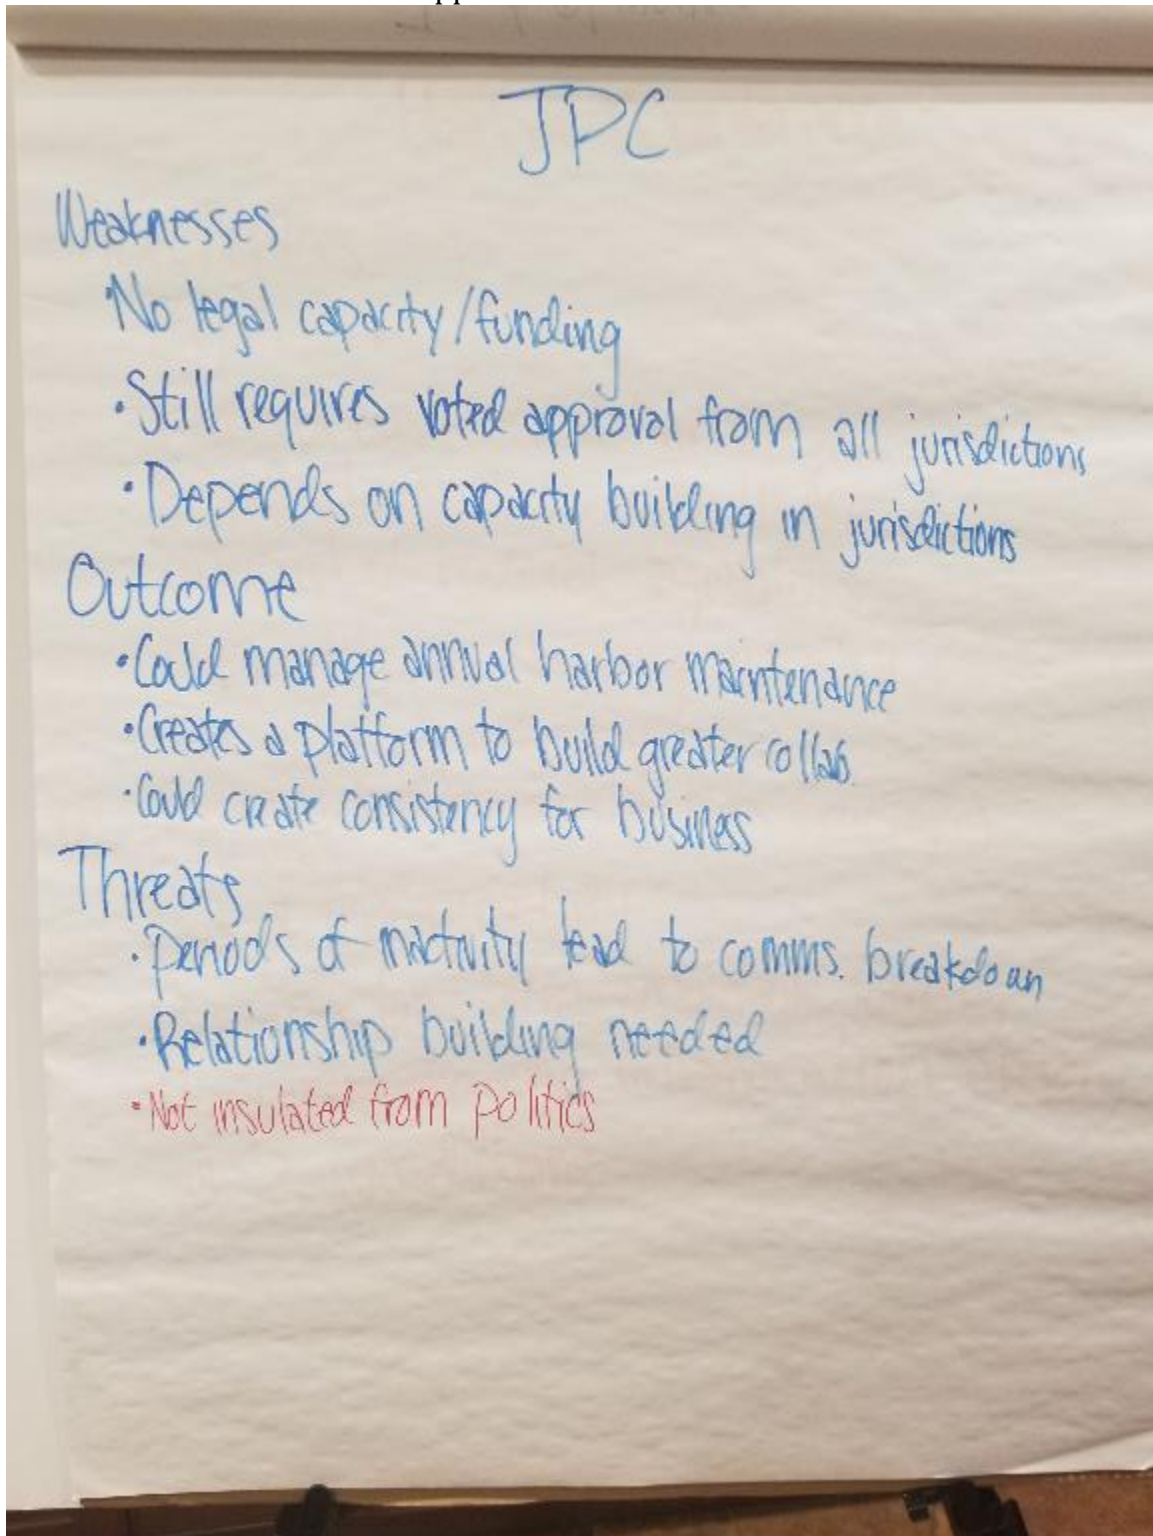 JPC
Weaknesses
•No legal capacity/funding
•Still requires voted approval from all jurisdictions
•Depends on capacity building in jurisdictions
Outcome
•Could manage annual harbor maintenance
•Creates a platform to build greater collab.
•Could create consistency for business
Threats
•Periods of inactivity lead to comms. breakdown
•Relationship building needed
•Not insulated from politics